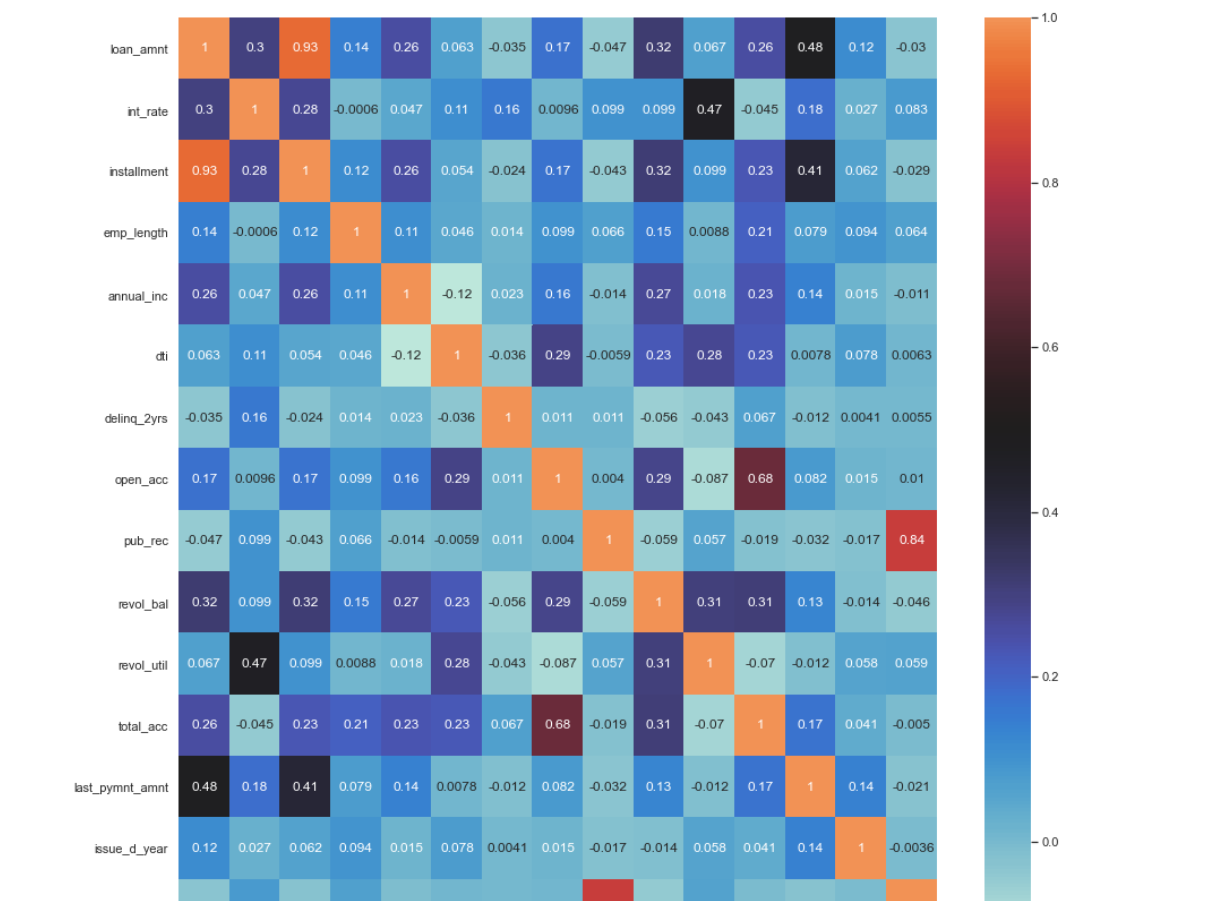 loan_amnt 1 0.3 0.93 0.14 0.26 0.063 -0.035 0.17 -0.047 0.32 0.067 0.26 0.48 0.12 -0.03 1.0
int_rate 0.3 1 0.28 -0.0006 0.047 0.11 0.16 0.0096 0.099 0.099 0.47 -0.045 0.18 0.027 0.083
installment 0.93 0.28 1 0.12 0.26 0.054 -0.024 0.17 -0.043 0.32 0.099 0.23 0.41 0.062 -0.029 0.8
emp_length 0.14 -0.0006 0.12 1 0.11 0.046 0.014 0.099 0.066 0.15 0.0088 0.21 0.079 0.094 0.064
annual_inc 0.26 0.047 0.26 0.11 1 -0.12 0.023 0.16 -0.014 0.27 0.018 0.23 0.14 0.015 -0.011
dti 0.063 0.11 0.054 0.046 -0.12 1 -0.036 0.29 -0.0059 0.23 0.28 0.23 0.0078 0.078 0.0063 0.6
delinq_2yrs -0.035 0.16 -0.024 0.014 0.023 -0.036 1 0.011 0.011 -0.056 -0.043 0.067 -0.012 0.0041 0.0055
open_acc 0.17 0.0096 0.17 0.099 0.16 0.29 0.011 1 0.004 0.29 -0.087 0.68 0.082 0.015 0.01
pub_rec -0.047 0.099 -0.043 0.066 -0.014 -0.0059 0.011 0.004 1 -0.059 0.057 -0.019 -0.032 -0.017 0.84 0.4
revol_bal 0.32 0.099 0.32 0.15 0.27 0.23 -0.056 0.29 -0.059 1 0.31 0.31 0.13 -0.014 -0.046
revol_util 0.067 0.47 0.099 0.0088 0.018 0.28 -0.043 -0.087 0.057 0.31 1 -0.07 -0.012 0.058 0.059 0.2
total_acc 0.26 -0.045 0.23 0.21 0.23 0.23 0.067 0.68 -0.019 0.31 -0.07 1 0.17 0.041 -0.005
last_pymnt_amnt 0.48 0.18 0.41 0.079 0.14 0.0078 -0.012 0.082 -0.032 0.13 -0.012 0.17 1 0.14 -0.021
issue_d_year 0.12 0.027 0.062 0.094 0.015 0.078 0.0041 0.015 -0.017 -0.014 0.058 0.041 0.14 1 -0.0036 0.0